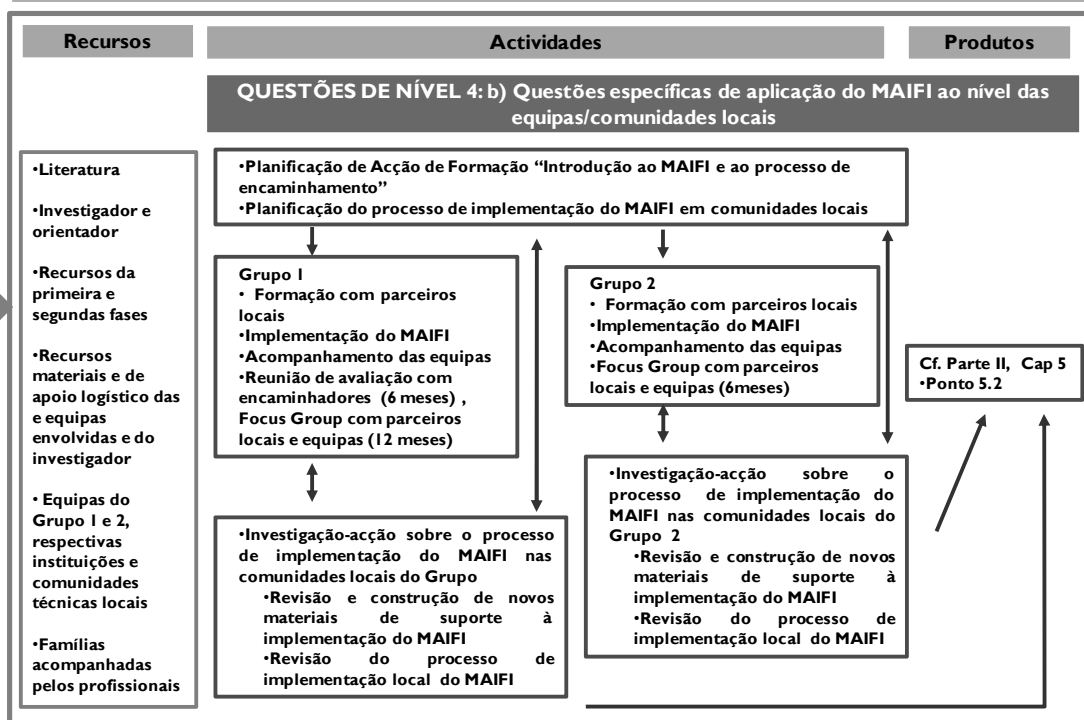 Recursos
Actividades
Produtos
QUESTÕES DE NÍVEL 4: b) Questões específicas de aplicação do MAIFI ao nível das
equipas/comunidades locais
•Literatura
•Investigador e
orientador
•Recursos da
primeira e
segundas fases
•Recursos
materiais e de
apoio logístico das
e equipas
envolvidas e do
investigador
• Equipas do
Grupo 1 e 2,
respectivas
instituições e
comunidades
técnicas locais
•Famílias
acompanhadas
pelos profissionais
•Planificação de Acção de Formação “Introdução ao MAIFI e ao processo de
encaminhamento”
•Planificação do processo de implementação do MAIFI em comunidades locais
Grupo 1
• Formação com parceiros
locais
•Implementação do MAIFI
•Acompanhamento das equipas
•Reunião de avaliação com
encaminhadores (6 meses) ,
Focus Group com parceiros
locais e equipas (12 meses)
Grupo 2
• Formação com parceiros locais
•Implementação do MAIFI
•Acompanhamento das equipas
•Focus Group com parceiros
locais e equipas (6meses)
Cf. Parte II, Cap 5
•Ponto 5.2
•Investigação-acção sobre o processo
de implementação do MAIFI nas
comunidades locais do Grupo
•Revisão e construção de novos
materiais de suporte à
implementação do MAIFI
•Revisão do processo de
implementação local do MAIFI
•Investigação-acção sobre o
processo de implementação do
MAIFI nas comunidades locais do
Grupo 2
•Revisão e construção de novos
materiais de suporte à
implementação do MAIFI
•Revisão do processo de
implementação local do MAIFI